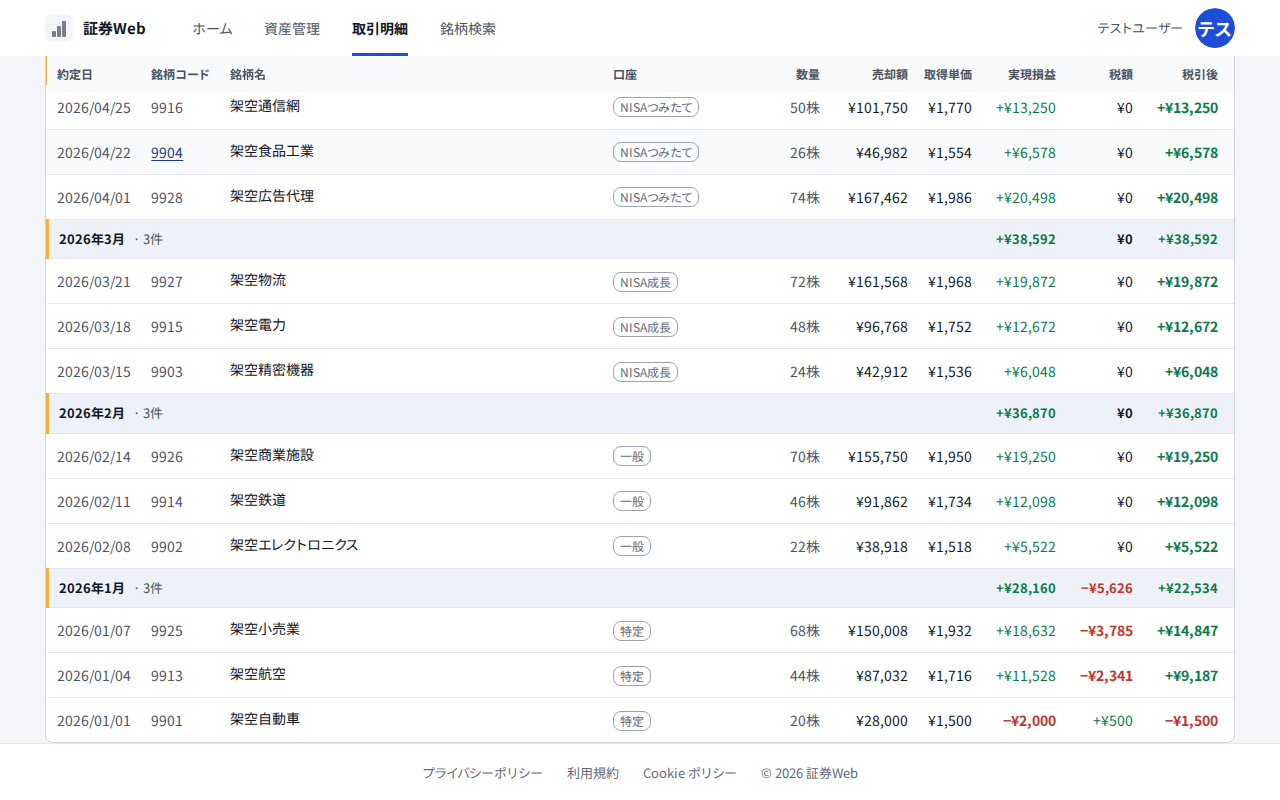 証券Web ホーム 資産管理 取引明細 銘柄検索 テストユーザー テス
約定日 銘柄コード 銘柄名 口座 数量 売却額 取得単価 実現損益 税額 税引後
2026/04/25 9916 架空通信網 NISAつみたて 50株 ¥101,750 ¥1,770 +¥13,250 ¥0 +¥13,250
2026/04/22 9904 架空食品工業 NISAつみたて 26株 ¥46,982 ¥1,554 +¥6,578 ¥0 +¥6,578
2026/04/01 9928 架空広告代理 NISAつみたて 74株 ¥167,462 ¥1,986 +¥20,498 ¥0 +¥20,498
2026年3月 · 3件 +¥38,592 ¥0 +¥38,592
2026/03/21 9927 架空物流 NISA成長 72株 ¥161,568 ¥1,968 +¥19,872 ¥0 +¥19,872
2026/03/18 9915 架空電力 NISA成長 48株 ¥96,768 ¥1,752 +¥12,672 ¥0 +¥12,672
2026/03/15 9903 架空精密機器 NISA成長 24株 ¥42,912 ¥1,536 +¥6,048 ¥0 +¥6,048
2026年2月 · 3件 +¥36,870 ¥0 +¥36,870
2026/02/14 9926 架空商業施設 一般 70株 ¥155,750 ¥1,950 +¥19,250 ¥0 +¥19,250
2026/02/11 9914 架空鉄道 一般 46株 ¥91,862 ¥1,734 +¥12,098 ¥0 +¥12,098
2026/02/08 9902 架空エレクトロニクス 一般 22株 ¥38,918 ¥1,518 +¥5,522 ¥0 +¥5,522
2026年1月 · 3件 +¥28,160 −¥5,626 +¥22,534
2026/01/07 9925 架空小売業 特定 68株 ¥150,008 ¥1,932 +¥18,632 −¥3,785 +¥14,847
2026/01/04 9913 架空航空 特定 44株 ¥87,032 ¥1,716 +¥11,528 −¥2,341 +¥9,187
2026/01/01 9901 架空自動車 特定 20株 ¥28,000 ¥1,500 −¥2,000 +¥500 −¥1,500
プライバシーポリシー 利用規約 Cookie ポリシー © 2026 証券Web